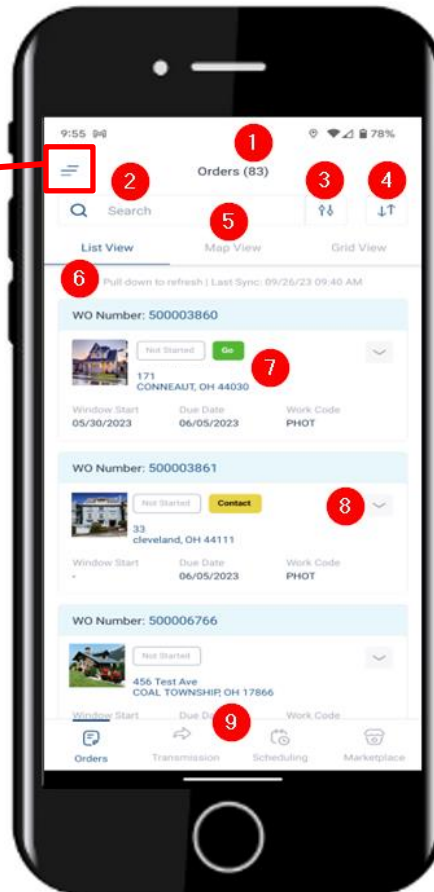 9:55 78%
1
Orders (83)
2 3 4
Search
5
List View Map View Grid View
6 Pull down to refresh | Last Sync: 09/26/23 09:40 AM
WO Number: 500003860
Not Started Go
7
171
CONNEAUT, OH 44030
Window Start Due Date Work Code
05/30/2023 06/05/2023 PHOT
WO Number: 500003861
Not Started Contact
8
33
cleveland, OH 44111
Window Start Due Date Work Code
- 06/05/2023 PHOT
WO Number: 500006766
Not Started
456 Test Ave
COAL TOWNSHIP, OH 17866
Window Start Due Work Code
9
Orders Transmission Scheduling Marketplace